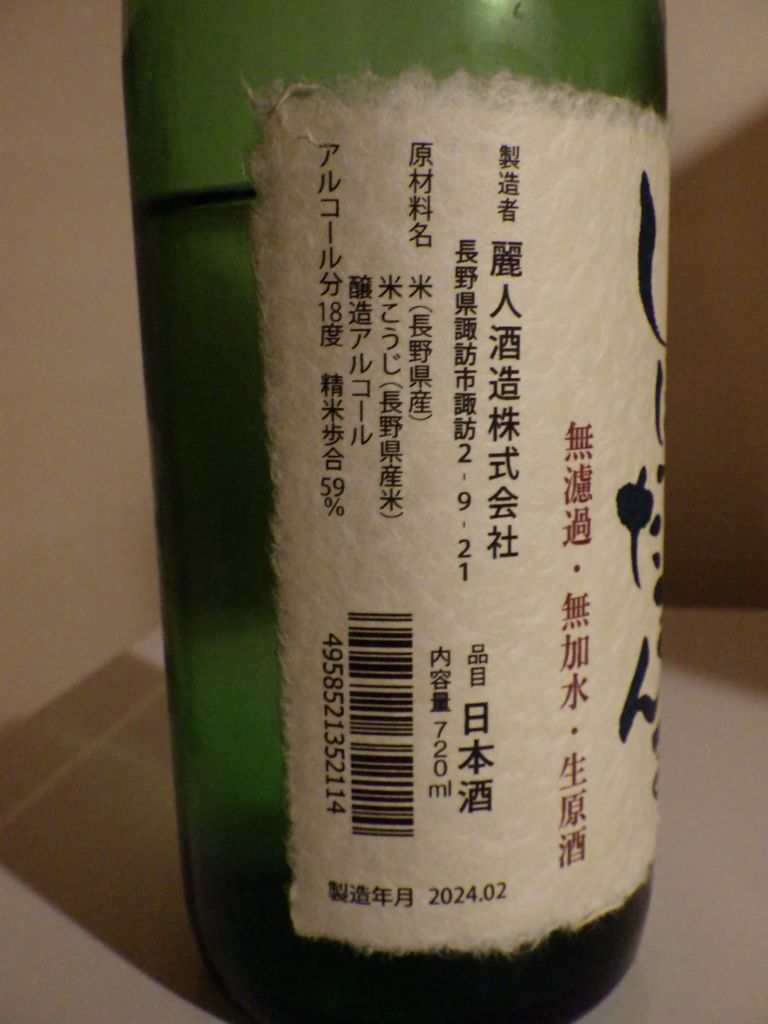 無濾過・無加水・生原酒
製造者 麗人酒造株式会社
長野県諏訪市諏訪2-9-21
原材料名 米(長野県産)
米こうじ(長野県産米)
醸造アルコール
アルコール分18度 精米歩合59%
品目 日本酒
内容量 720ml
4958521352114
製造年月 2024.02